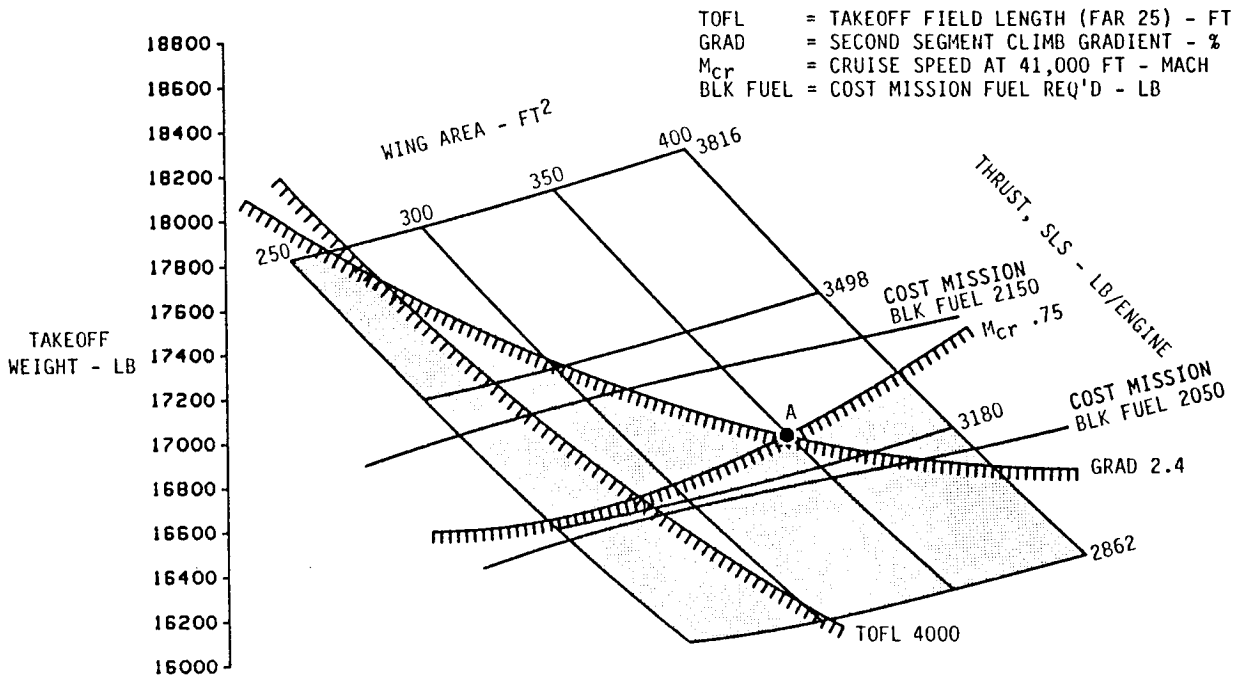 TOFL = TAKEOFF FIELD LENGTH (FAR 25) - FT
GRAD = SECOND SEGMENT CLIMB GRADIENT - %
Mcr = CRUISE SPEED AT 41,000 FT - MACH
BLK FUEL = COST MISSION FUEL REQ'D - LB
18800
18600
18400
18200
18000
17800
17600
17400
17200
17000
16800
16600
16400
16200
16000
TAKEOFF
WEIGHT - LB
WING AREA - FT2
250
300
350
400
3816
3498
3180
2862
THRUST, SLS - LB/ENGINE
COST MISSION
BLK FUEL 2150
Mcr .75
COST MISSION
BLK FUEL 2050
A
GRAD 2.4
TOFL 4000